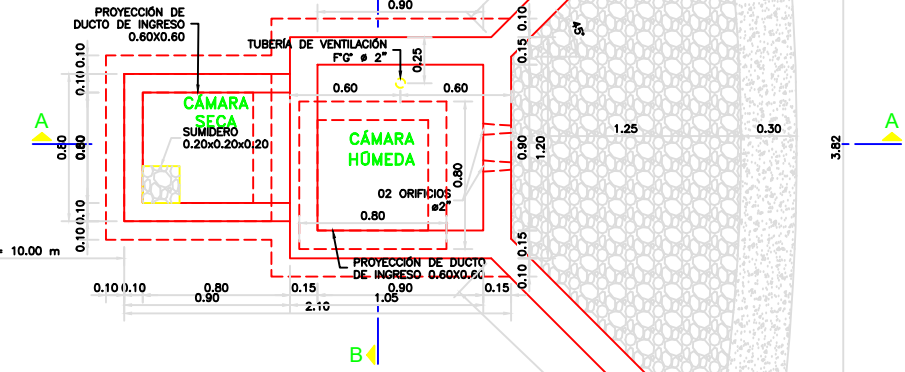 0.90
PROYECCIÓN DE
DUCTO DE INGRESO
0.60X0.60
TUBERÍA DE VENTILACIÓN
F'G' ø 2"
0.25
0.10
0.15
45°
0.10
0.10
0.60
0.60
CÁMARA
SECA
SUMIDERO
0.20x0.20x0.20
CÁMARA
HÚMEDA
A
0.80
0.80
0.90
1.20
1.25
0.30
3.82
A
02 ORIFICIOS
ø2"
0.80
0.80
0.10
0.10
0.15
0.10
= 10.00 m
PROYECCIÓN DE DUCTO
DE INGRESO 0.60X0.60
0.10
0.10
0.80
0.15
0.90
0.15
0.90
1.05
2.10
B